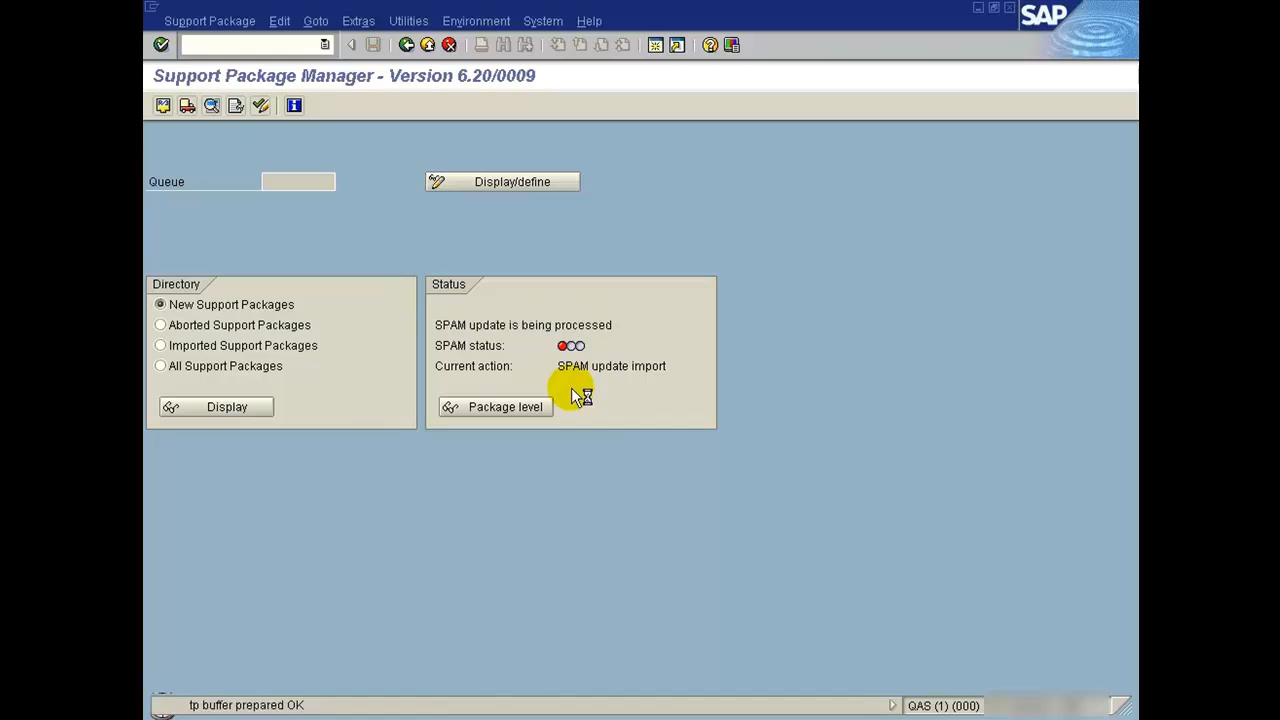 Support Package Edit Goto Extras Utilities Environment System Help
SAP
Support Package Manager - Version 6.20/0009
Queue
Display/define
Directory
New Support Packages
Aborted Support Packages
Imported Support Packages
All Support Packages
Display
Status
SPAM update is being processed
SPAM status:
Current action: SPAM update import
Package level
tp buffer prepared OK
QAS (1) (000)